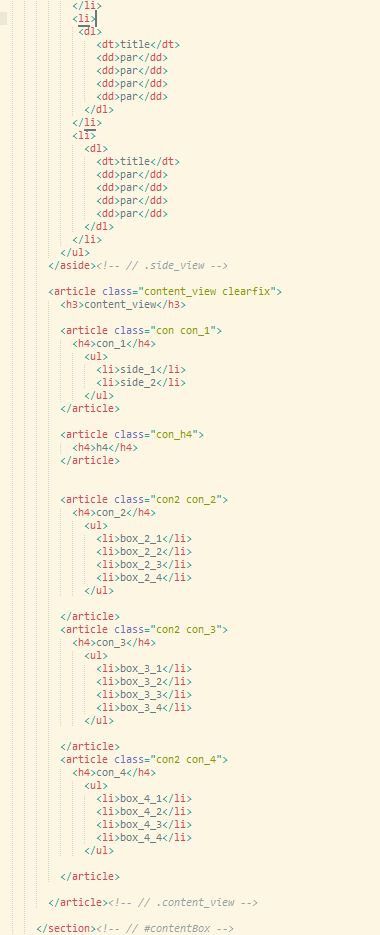 </li>
<li>
<dl>
<dt>title</dt>
<dd>par</dd>
<dd>par</dd>
<dd>par</dd>
<dd>par</dd>
</dl>
</li>
<li>
<dl>
<dt>title</dt>
<dd>par</dd>
<dd>par</dd>
<dd>par</dd>
<dd>par</dd>
</dl>
</li>
</ul>
</aside><!-- // .side_view -->
<article class="content_view clearfix">
<h3>content_view</h3>
<article class="con con_1">
<h4>con_1</h4>
<ul>
<li>side_1</li>
<li>side_2</li>
</ul>
</article>
<article class="con_h4">
<h4>h4</h4>
</article>
<article class="con2 con_2">
<h4>con_2</h4>
<ul>
<li>box_2_1</li>
<li>box_2_2</li>
<li>box_2_3</li>
<li>box_2_4</li>
</ul>
</article>
<article class="con2 con_3">
<h4>con_3</h4>
<ul>
<li>box_3_1</li>
<li>box_3_2</li>
<li>box_3_3</li>
<li>box_3_4</li>
</ul>
</article>
<article class="con2 con_4">
<h4>con_4</h4>
<ul>
<li>box_4_1</li>
<li>box_4_2</li>
<li>box_4_3</li>
<li>box_4_4</li>
</ul>
</article>
</article><!-- // .content_view -->
</section><!-- // #contentBox -->